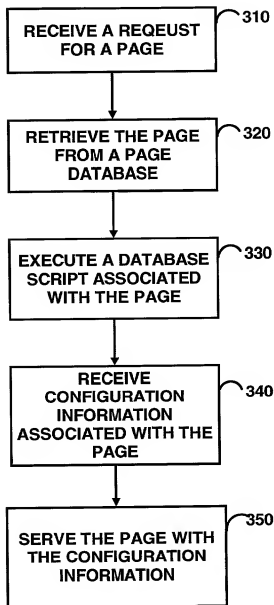 310
RECEIVE A REQEUST
FOR A PAGE
320
RETRIEVE THE PAGE
FROM A PAGE
DATABASE
330
EXECUTE A DATABASE
SCRIPT ASSOCIATED
WITH THE PAGE
340
RECEIVE
CONFIGURATION
INFORMATION
ASSOCIATED WITH THE
PAGE
350
SERVE THE PAGE WITH
THE CONFIGURATION
INFORMATION